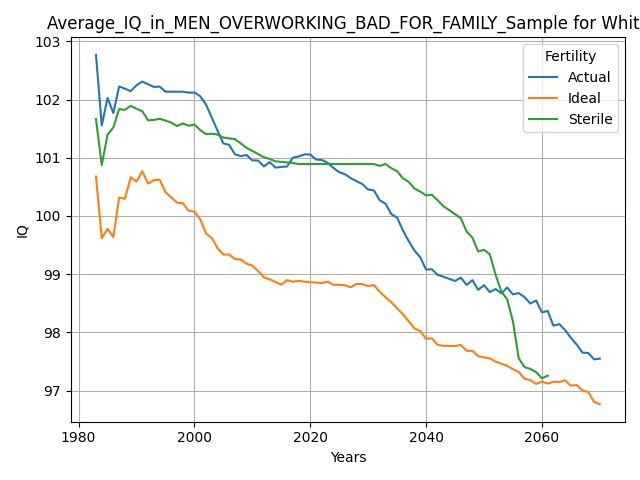 Average_IQ_in_MEN_OVERWORKING_BAD_FOR_FAMILY_Sample for Whit
103
102
101
100
99
98
97
IQ
1980
2000
2020
2040
2060
Years
Fertility
Actual
Ideal
Sterile